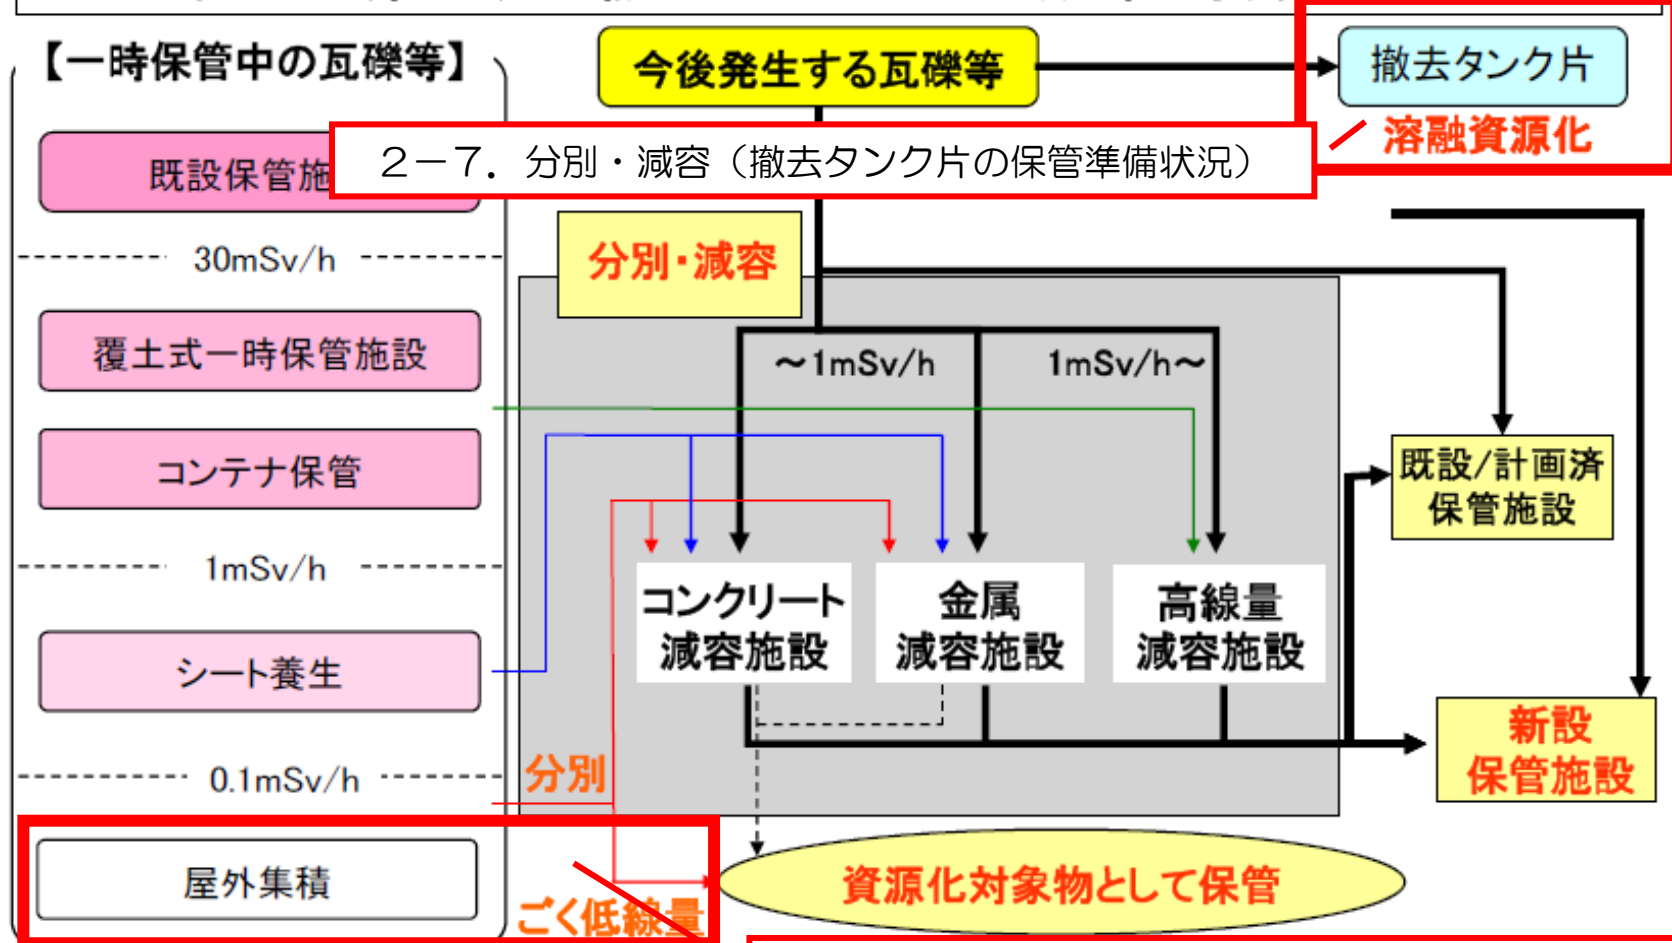 【一時保管中の瓦礫等】
今後発生する瓦礫等
撤去タンク片
溶融資源化
2－7．分別・減容（撤去タンク片の保管準備状況）
既設保管施
30mSv/h
分別・減容
覆土式一時保管施設
～1mSv/h
1mSv/h～
コンテナ保管
既設/計画済
保管施設
1mSv/h
コンクリート
減容施設
金属
減容施設
高線量
減容施設
シート養生
新設
保管施設
0.1mSv/h
分別
屋外集積
ごく低線量
資源化対象物として保管